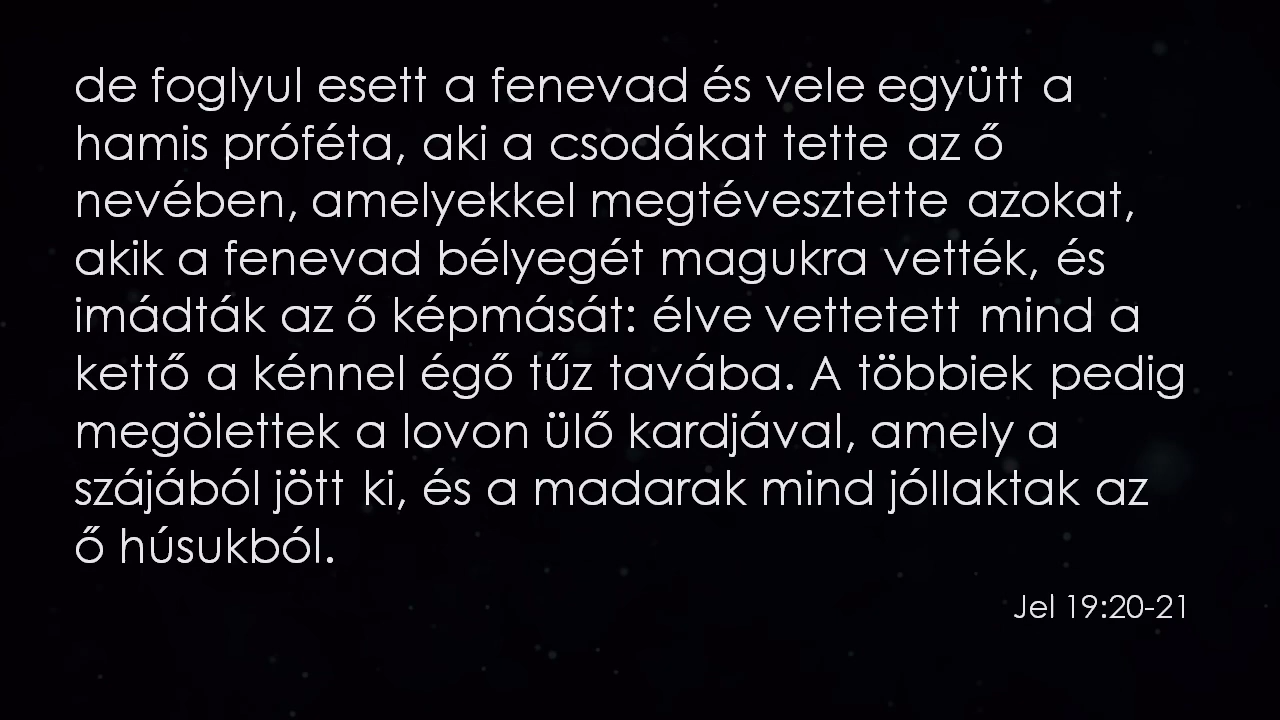 de foglyul esett a fenevad és vele együtt a
hamis próféta, aki a csodákat tette az ő
nevében, amelyekkel megtévesztette azokat,
akik a fenevad bélyegét magukra vették, és
imádták az ő képmását: élve vettetett mind a
kettő a kénnel égő tűz tavába. A többiek pedig
megölettek a lovon ülő kardjával, amely a
szájából jött ki, és a madarak mind jóllaktak az
ő húsukból.
Jel 19:20-21